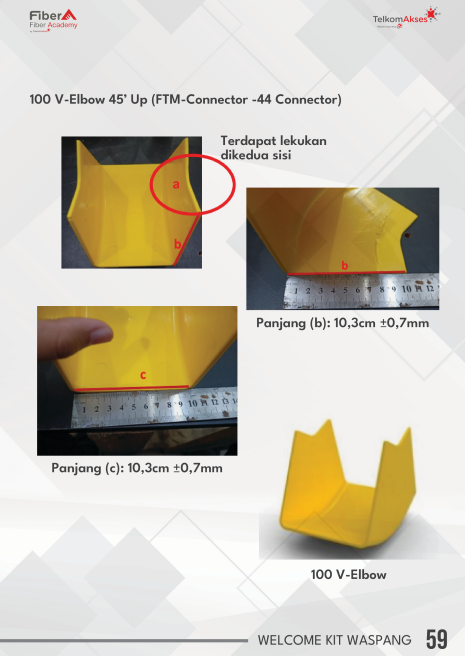 FiberA
Fiber Academy
TelkomAkses
100 V-Elbow 45’ Up (FTM-Connector -44 Connector)
Terdapat lekukan
dikedua sisi
a
b
b
1 2 3 4 5 6 7 8 9 10 11 12
Panjang (b): 10,3cm ±0,7mm
c
1 2 3 4 5 6 7 8 9 10 11 12 13
Panjang (c): 10,3cm ±0,7mm
100 V-Elbow
WELCOME KIT WASPANG 59